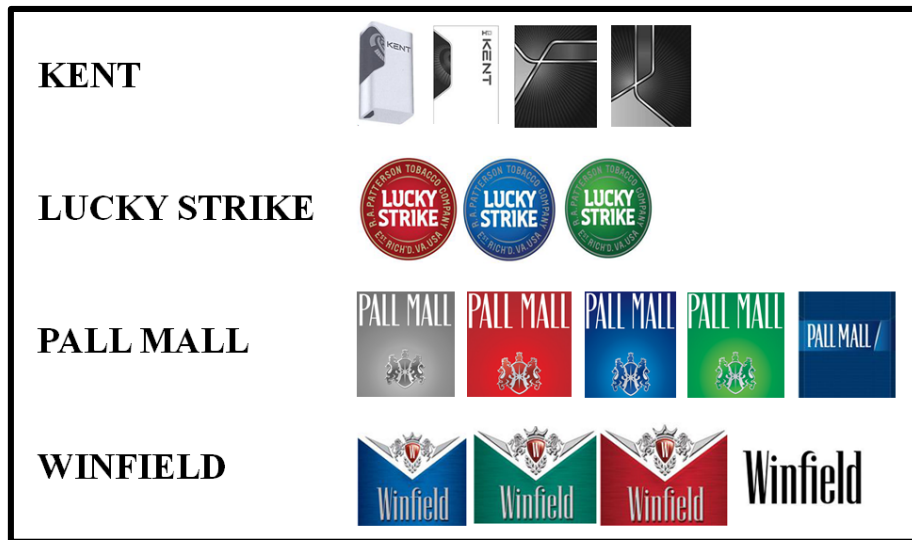 KENT
KENT
HD
KENT
LUCKY STRIKE
R.A. PATTERSON TOBACCO COMPANY
LUCKY
STRIKE
EST. RICH'D. VA. USA
R.A. PATTERSON TOBACCO COMPANY
LUCKY
STRIKE
EST. RICH'D. VA. USA
R.A. PATTERSON TOBACCO COMPANY
LUCKY
STRIKE
EST. RICH'D. VA. USA
PALL MALL
PALL MALL
PALL MALL
PALL MALL
PALL MALL
PALL MALL /
WINFIELD
W
Winfield
W
Winfield
W
Winfield
Winfield